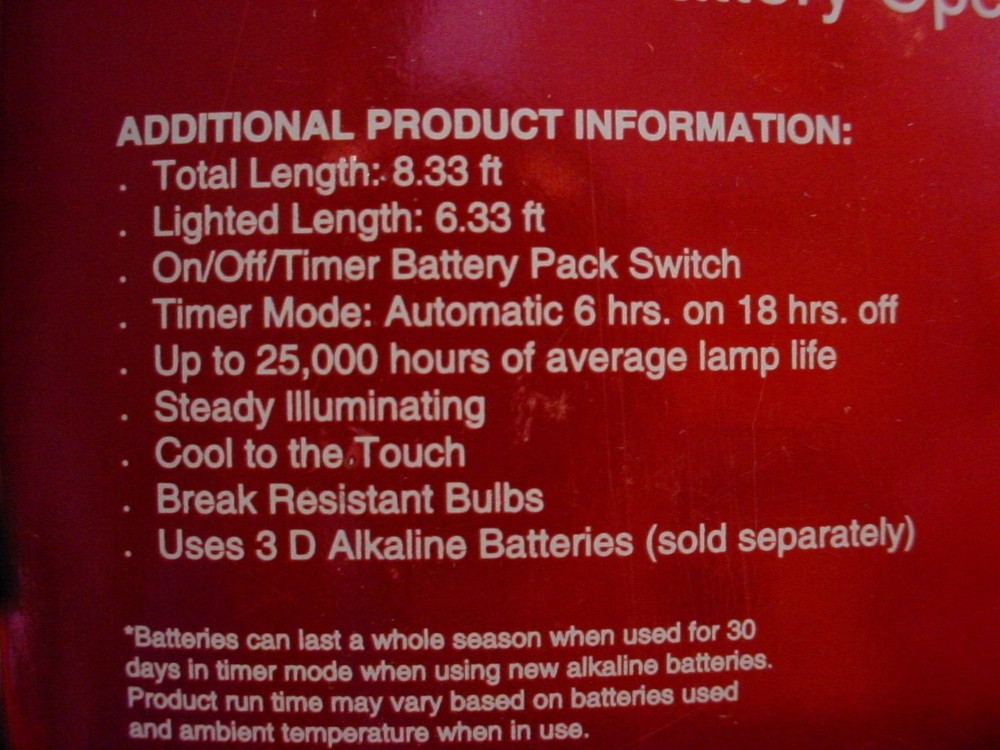 ADDITIONAL PRODUCT INFORMATION:
. Total Length: 8.33 ft
. Lighted Length: 6.33 ft
. On/Off/Timer Battery Pack Switch
. Timer Mode: Automatic 6 hrs. on 18 hrs. off
. Up to 25,000 hours of average lamp life
. Steady Illuminating
. Cool to the Touch
. Break Resistant Bulbs
. Uses 3 D Alkaline Batteries (sold separately)
*Batteries can last a whole season when used for 30
days in timer mode when using new alkaline batteries.
Product run time may vary based on batteries used
and ambient temperature when in use.